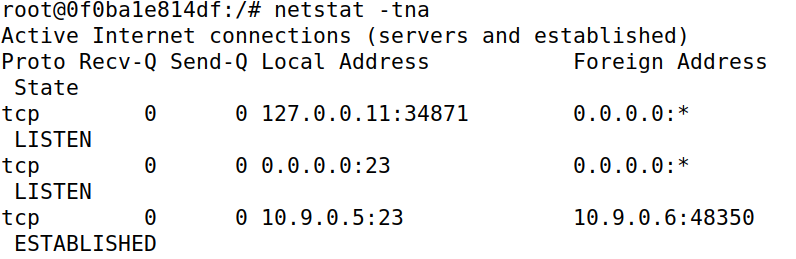 root@0f0ba1e814df:/# netstat -tna
Active Internet connections (servers and established)
Proto Recv-Q Send-Q Local Address           Foreign Address
 State
tcp        0      0 127.0.0.11:34871        0.0.0.0:*
 LISTEN
tcp        0      0 0.0.0.0:23              0.0.0.0:*
 LISTEN
tcp        0      0 10.9.0.5:23             10.9.0.6:48350
 ESTABLISHED